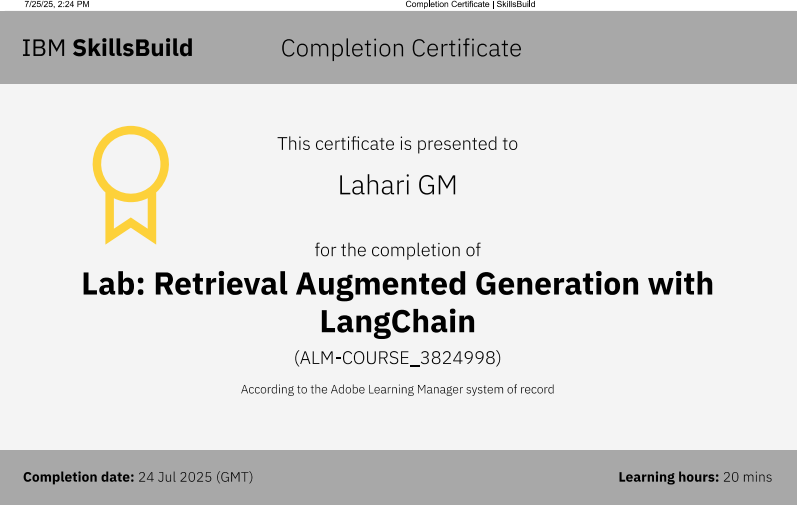 7/25/25, 2:24 PM Completion Certificate | SkillsBuild
IBM SkillsBuild Completion Certificate
This certificate is presented to
Lahari GM
for the completion of
Lab: Retrieval Augmented Generation with
LangChain
(ALM-COURSE_3824998)
According to the Adobe Learning Manager system of record
Completion date: 24 Jul 2025 (GMT) Learning hours: 20 mins